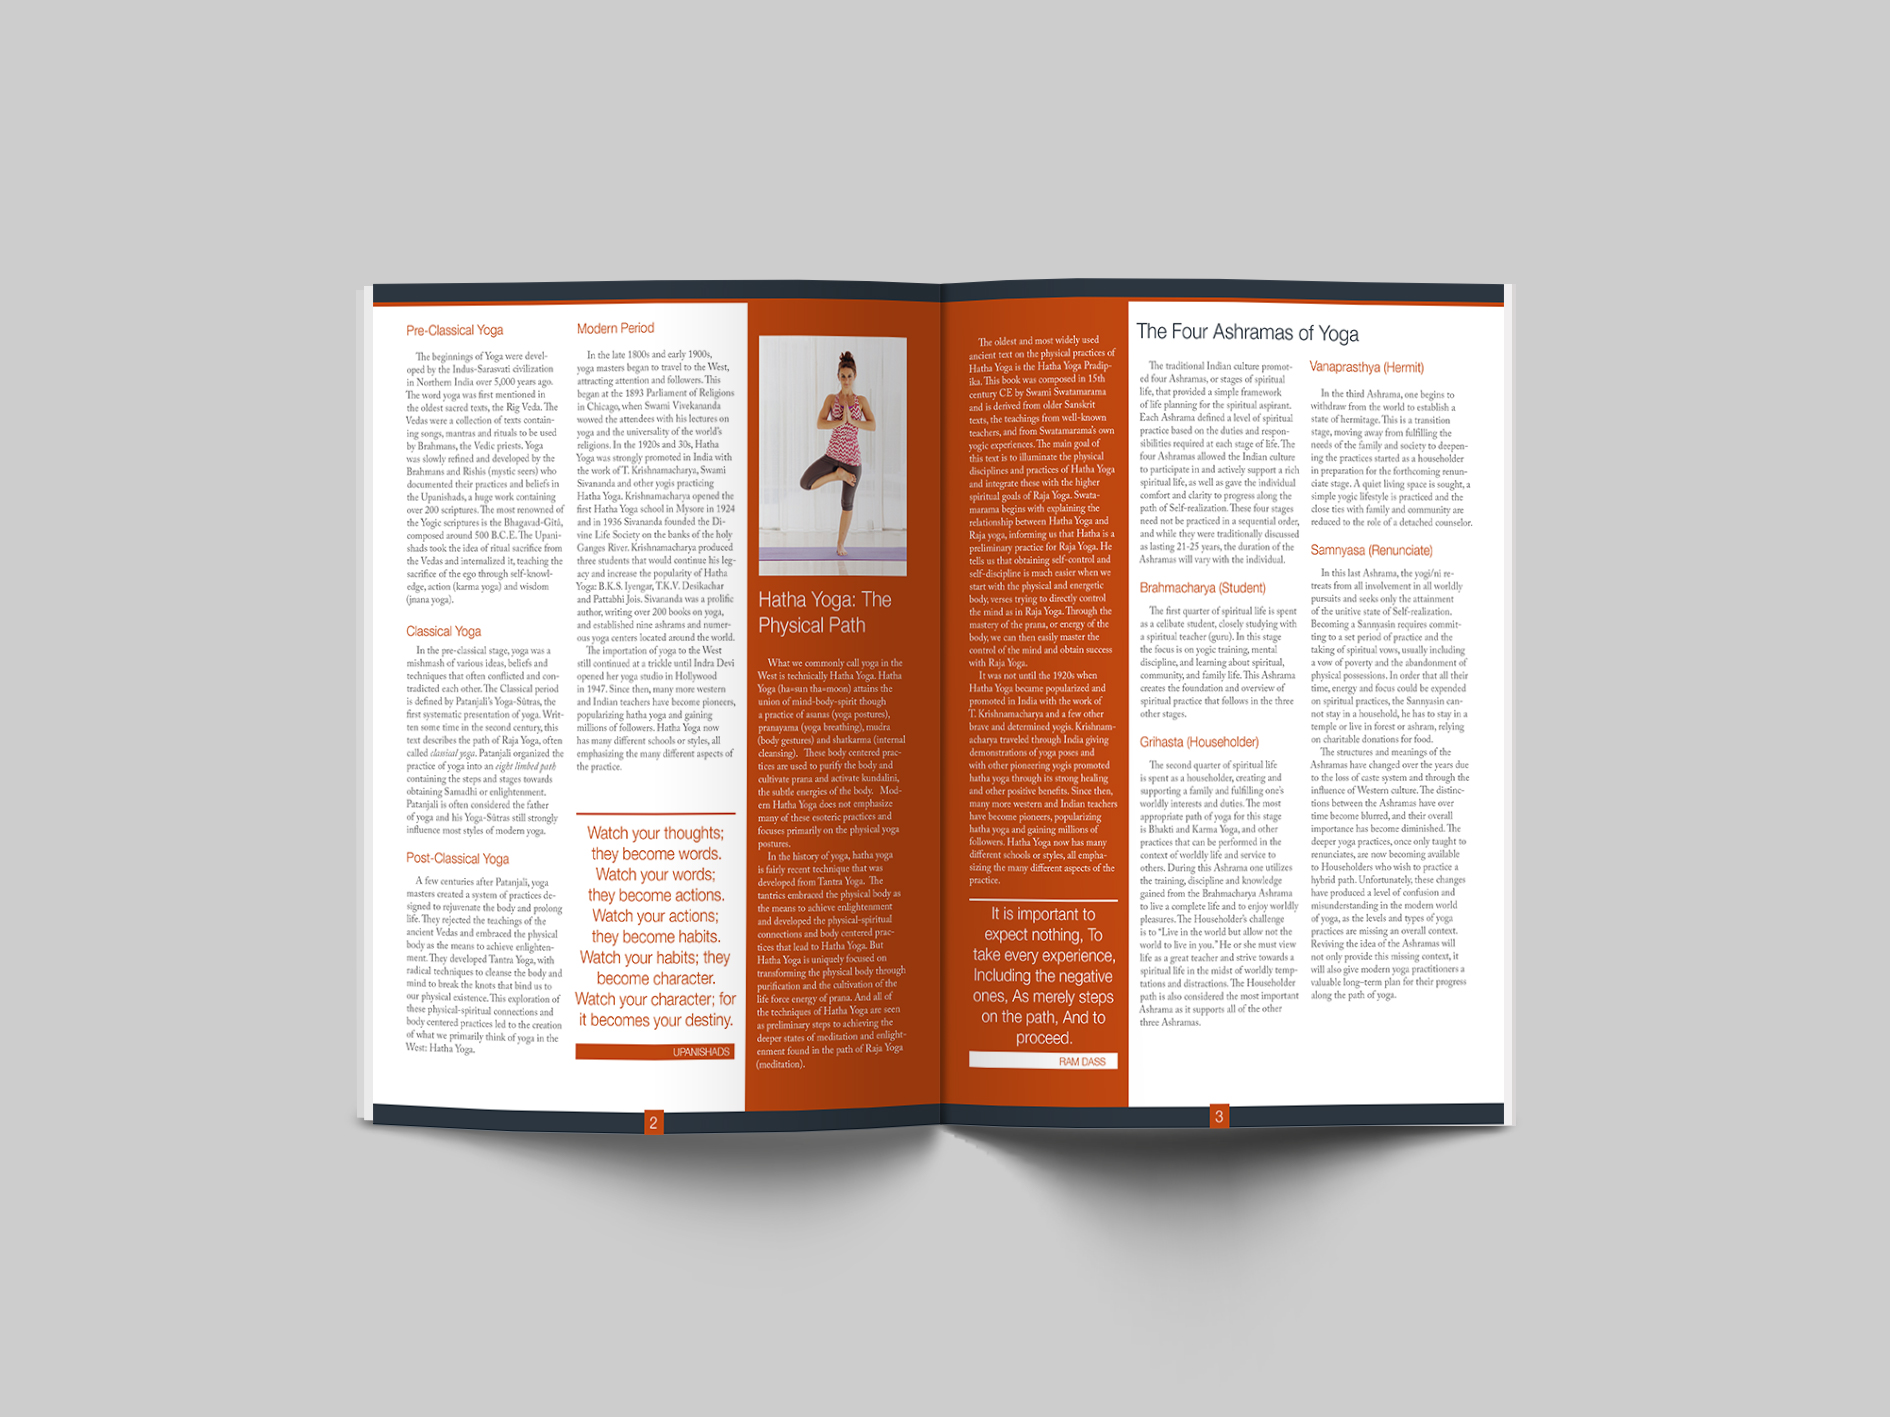 Pre-Classical Yoga
The beginnings of Yoga were devel-
oped by the Indus-Sarasvati civilization
in Northern India over 5,000 years ago.
The word yoga was first mentioned in
the oldest sacred texts, the Rig Veda. The
Vedas were a collection of texts contain-
ing songs, mantras and rituals to be used
by Brahmans, the Vedic priests. Yoga
was slowly refined and developed by the
Brahmans and Rishis (mystic seers) who
documented their practices and beliefs in
the Upanishads, a huge work containing
over 200 scriptures. The most renowned of
the Yogic scriptures is the Bhagavad-Gîtâ,
composed around 500 B.C.E. The Upani-
shads took the idea of ritual sacrifice from
the Vedas and internalized it, teaching the
sacrifice of the ego through self-knowl-
edge, action (karma yoga) and wisdom
(jnana yoga).
Classical Yoga
In the pre-classical stage, yoga was a
mishmash of various ideas, beliefs and
techniques that often conflicted and con-
tradicted each other. The Classical period
is defined by Patanjali's Yoga-Sûtras, the
first systematic presentation of yoga. Writ-
ten some time in the second century, this
text describes the path of Raja Yoga, often
called classical yoga. Patanjali organized the
practice of yoga into an eight limbed path
containing the steps and stages towards
obtaining Samadhi or enlightenment.
Patanjali is often considered the father
of yoga and his Yoga-Sûtras still strongly
influence most styles of modern yoga.
Post-Classical Yoga
A few centuries after Patanjali, yoga
masters created a system of practices de-
signed to rejuvenate the body and prolong
life. They rejected the teachings of the
ancient Vedas and embraced the physical
body as the means to achieve enlighten-
ment. They developed Tantra Yoga, with
radical techniques to cleanse the body and
mind to break the knots that bind us to
our physical existence. This exploration of
these physical-spiritual connections and
body centered practices led to the creation
of what we primarily think of yoga in the
West: Hatha Yoga.
Modern Period
In the late 1800s and early 1900s,
yoga masters began to travel to the West,
attracting attention and followers. This
began at the 1893 Parliament of Religions
in Chicago, when Swami Vivekananda
wowed the attendees with his lectures on
yoga and the universality of the world's
religions. In the 1920s and 30s, Hatha
Yoga was strongly promoted in India with
the work of T. Krishnamacharya, Swami
Sivananda and other yogis practicing
Hatha Yoga. Krishnamacharya opened the
first Hatha Yoga school in Mysore in 1924
and in 1936 Sivananda founded the Di-
vine Life Society on the banks of the holy
Ganges River. Krishnamacharya produced
three students that would continue his leg-
acy and increase the popularity of Hatha
Yoga: B.K.S. Iyengar, T.K.V. Desikachar
and Pattabhi Jois. Sivananda was a prolific
author, writing over 200 books on yoga,
and established nine ashrams and numer-
ous yoga centers located around the world.
The importation of yoga to the West
still continued at a trickle until Indra Devi
opened her yoga studio in Hollywood
in 1947. Since then, many more western
and Indian teachers have become pioneers,
popularizing hatha yoga and gaining
millions of followers. Hatha Yoga now
has many different schools or styles, all
emphasizing the many different aspects of
the practice.
Watch your thoughts;
they become words.
Watch your words;
they become actions.
Watch your actions;
they become habits.
Watch your habits; they
become character.
Watch your character; for
it becomes your destiny.
UPANISHADS
2
Hatha Yoga: The
Physical Path
What we commonly call yoga in the
West is technically Hatha Yoga. Hatha
Yoga (ha=sun tha=moon) attains the
union of mind-body-spirit though
a practice of asanas (yoga postures),
pranayama (yoga breathing), mudra
(body gestures) and shatkarma (internal
cleansing). These body centered prac-
tices are used to purify the body and
cultivate prana and activate kundalini,
the subtle energies of the body. Mod-
ern Hatha Yoga does not emphasize
many of these esoteric practices and
focuses primarily on the physical yoga
postures.
In the history of yoga, hatha yoga
is fairly recent technique that was
developed from Tantra Yoga. The
tantrics embraced the physical body as
the means to achieve enlightenment
and developed the physical-spiritual
connections and body centered prac-
tices that lead to Hatha Yoga. But
Hatha Yoga is uniquely focused on
transforming the physical body through
purification and the cultivation of the
life force energy of prana. And all of
the techniques of Hatha Yoga are seen
as preliminary steps to achieving the
deeper states of meditation and enlight-
enment found in the path of Raja Yoga
(meditation).
The oldest and most widely used
ancient text on the physical practices of
Hatha Yoga is the Hatha Yoga Pradip-
ika. This book was composed in 15th
century CE by Swami Swatamarama
and is derived from older Sanskrit
texts, the teachings from well-known
teachers, and from Swatamarama's own
yogic experiences. The main goal of
this text is to illuminate the physical
disciplines and practices of Hatha Yoga
and integrate these with the higher
spiritual goals of Raja Yoga. Swata-
marama begins with explaining the
relationship between Hatha Yoga and
Raja yoga, informing us that Hatha is a
preliminary practice for Raja Yoga. He
tells us that obtaining self-control and
self-discipline is much easier when we
start with the physical and energetic
body, verses trying to directly control
the mind as in Raja Yoga. Through the
mastery of the prana, or energy of the
body, we can then easily master the
control of the mind and obtain success
with Raja Yoga.
It was not until the 1920s when
Hatha Yoga became popularized and
promoted in India with the work of
T. Krishnamacharya and a few other
brave and determined yogis. Krishnam-
acharya traveled through India giving
demonstrations of yoga poses and
with other pioneering yogis promoted
hatha yoga through its strong healing
and other positive benefits. Since then,
many more western and Indian teachers
have become pioneers, popularizing
hatha yoga and gaining millions of
followers. Hatha Yoga now has many
different schools or styles, all empha-
sizing the many different aspects of the
practice.
It is important to
expect nothing, To
take every experience,
Including the negative
ones, As merely steps
on the path, And to
proceed.
RAM DASS
The Four Ashramas of Yoga
The traditional Indian culture promot-
ed four Ashramas, or stages of spiritual
life, that provided a simple framework
of life planning for the spiritual aspirant.
Each Ashrama defined a level of spiritual
practice based on the duties and respon-
sibilities required at each stage of life. The
four Ashramas allowed the Indian culture
to participate in and actively support a rich
spiritual life, as well as gave the individual
comfort and clarity to progress along the
path of Self-realization. These four stages
need not be practiced in a sequential order,
and while they were traditionally discussed
as lasting 21-25 years, the duration of the
Ashramas will vary with the individual.
Brahmacharya (Student)
The first quarter of spiritual life is spent
as a celibate student, closely studying with
a spiritual teacher (guru). In this stage
the focus is on yogic training, mental
discipline, and learning about spiritual,
community, and family life. This Ashrama
creates the foundation and overview of
spiritual practice that follows in the three
other stages.
Grihasta (Householder)
The second quarter of spiritual life
is spent as a householder, creating and
supporting a family and fulfilling one's
worldly interests and duties. The most
appropriate path of yoga for this stage
is Bhakti and Karma Yoga, and other
practices that can be performed in the
context of worldly life and service to
others. During this Ashrama one utilizes
the training, discipline and knowledge
gained from the Brahmacharya Ashrama
to live a complete life and to enjoy worldly
pleasures. The Householder's challenge
is to "Live in the world but allow not the
world to live in you." He or she must view
life as a great teacher and strive towards a
spiritual life in the midst of worldly temp-
tations and distractions. The Householder
path is also considered the most important
Ashrama as it supports all of the other
three Ashramas.
Vanaprasthya (Hermit)
In the third Ashrama, one begins to
withdraw from the world to establish a
state of hermitage. This is a transition
stage, moving away from fulfilling the
needs of the family and society to deepen-
ing the practices started as a householder
in preparation for the forthcoming renun-
ciate stage. A quiet living space is sought, a
simple yogic lifestyle is practiced and the
close ties with family and community are
reduced to the role of a detached counselor.
Samnyasa (Renunciate)
In this last Ashrama, the yogi/ni re-
treats from all involvement in all worldly
pursuits and seeks only the attainment
of the unitive state of Self-realization.
Becoming a Sannyasin requires commit-
ting to a set period of practice and the
taking of spiritual vows, usually including
a vow of poverty and the abandonment of
physical possessions. In order that all their
time, energy and focus could be expended
on spiritual practices, the Sannyasin can-
not stay in a household, he has to stay in a
temple or live in forest or ashram, relying
on charitable donations for food.
The structures and meanings of the
Ashramas have changed over the years due
to the loss of caste system and through the
influence of Western culture. The distinc-
tions between the Ashramas have over
time become blurred, and their overall
importance has become diminished. The
deeper yoga practices, once only taught to
renunciates, are now becoming available
to Householders who wish to practice a
hybrid path. Unfortunately, these changes
have produced a level of confusion and
misunderstanding in the modern world
of yoga, as the levels and types of yoga
practices are missing an overall context.
Reviving the idea of the Ashramas will
not only provide this missing context, it
will also give modern yoga practitioners a
valuable long-term plan for their progress
along the path of yoga.
3